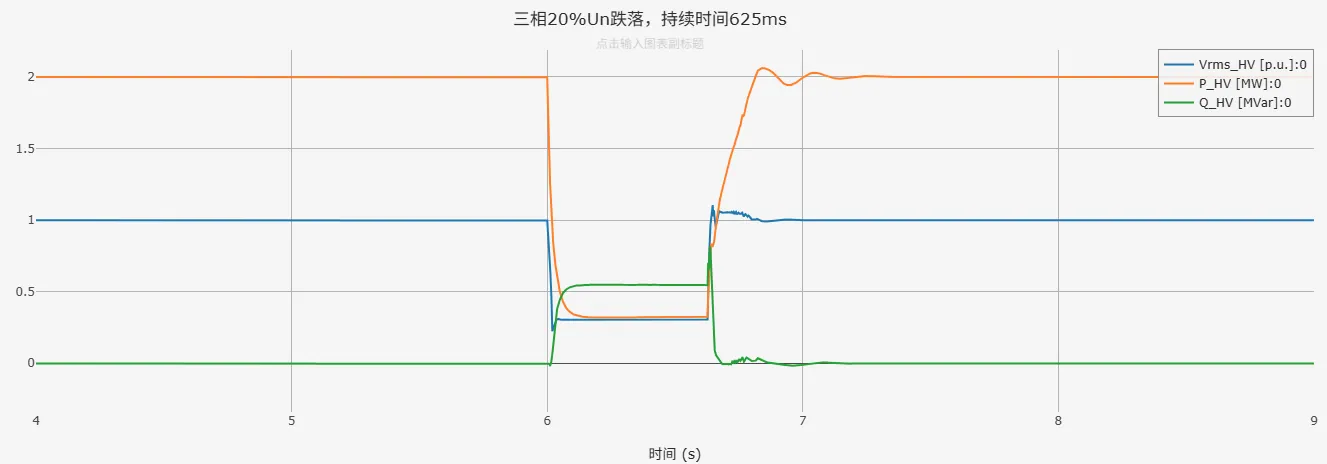 三相20%Un跌落，持续时间625ms
点击输入图表副标题
Vrms_HV [p.u.]:0
P_HV [MW]:0
Q_HV [MVar]:0
2
1.5
1
0.5
0
4 5 6 7 8 9
时间 (s)